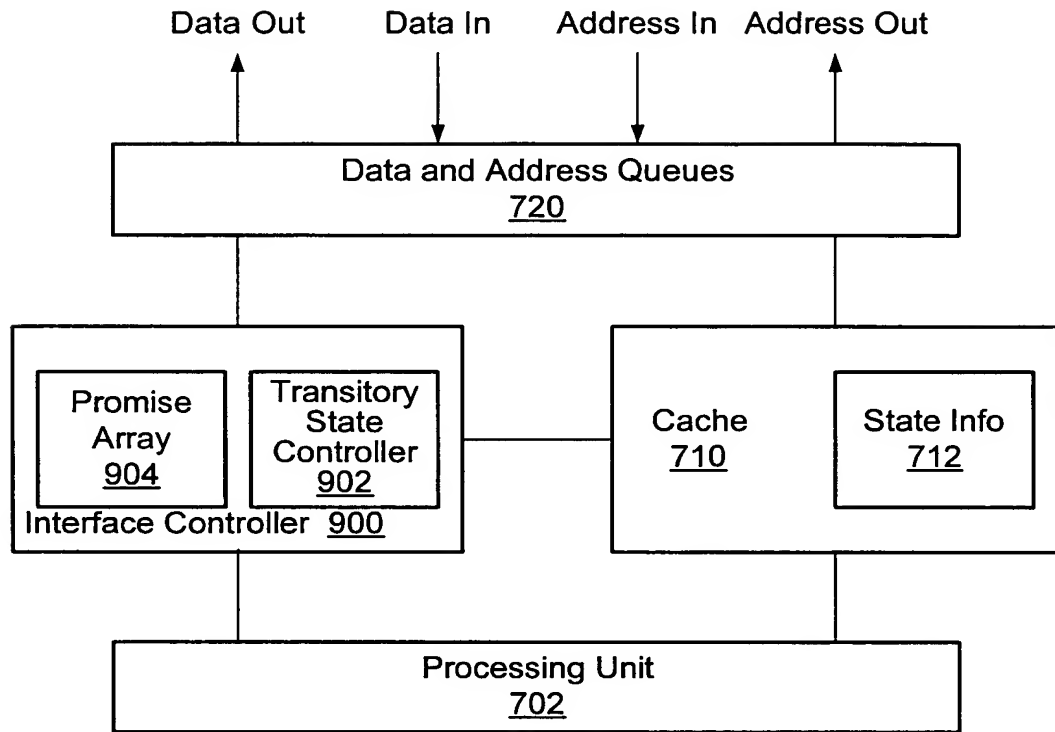 Data Out
Data In
Address In
Address Out
Data and Address Queues
720
Promise
Array
904
Transitory
State
Controller
902
Interface Controller 900
Cache
710
State Info
712
Processing Unit
702